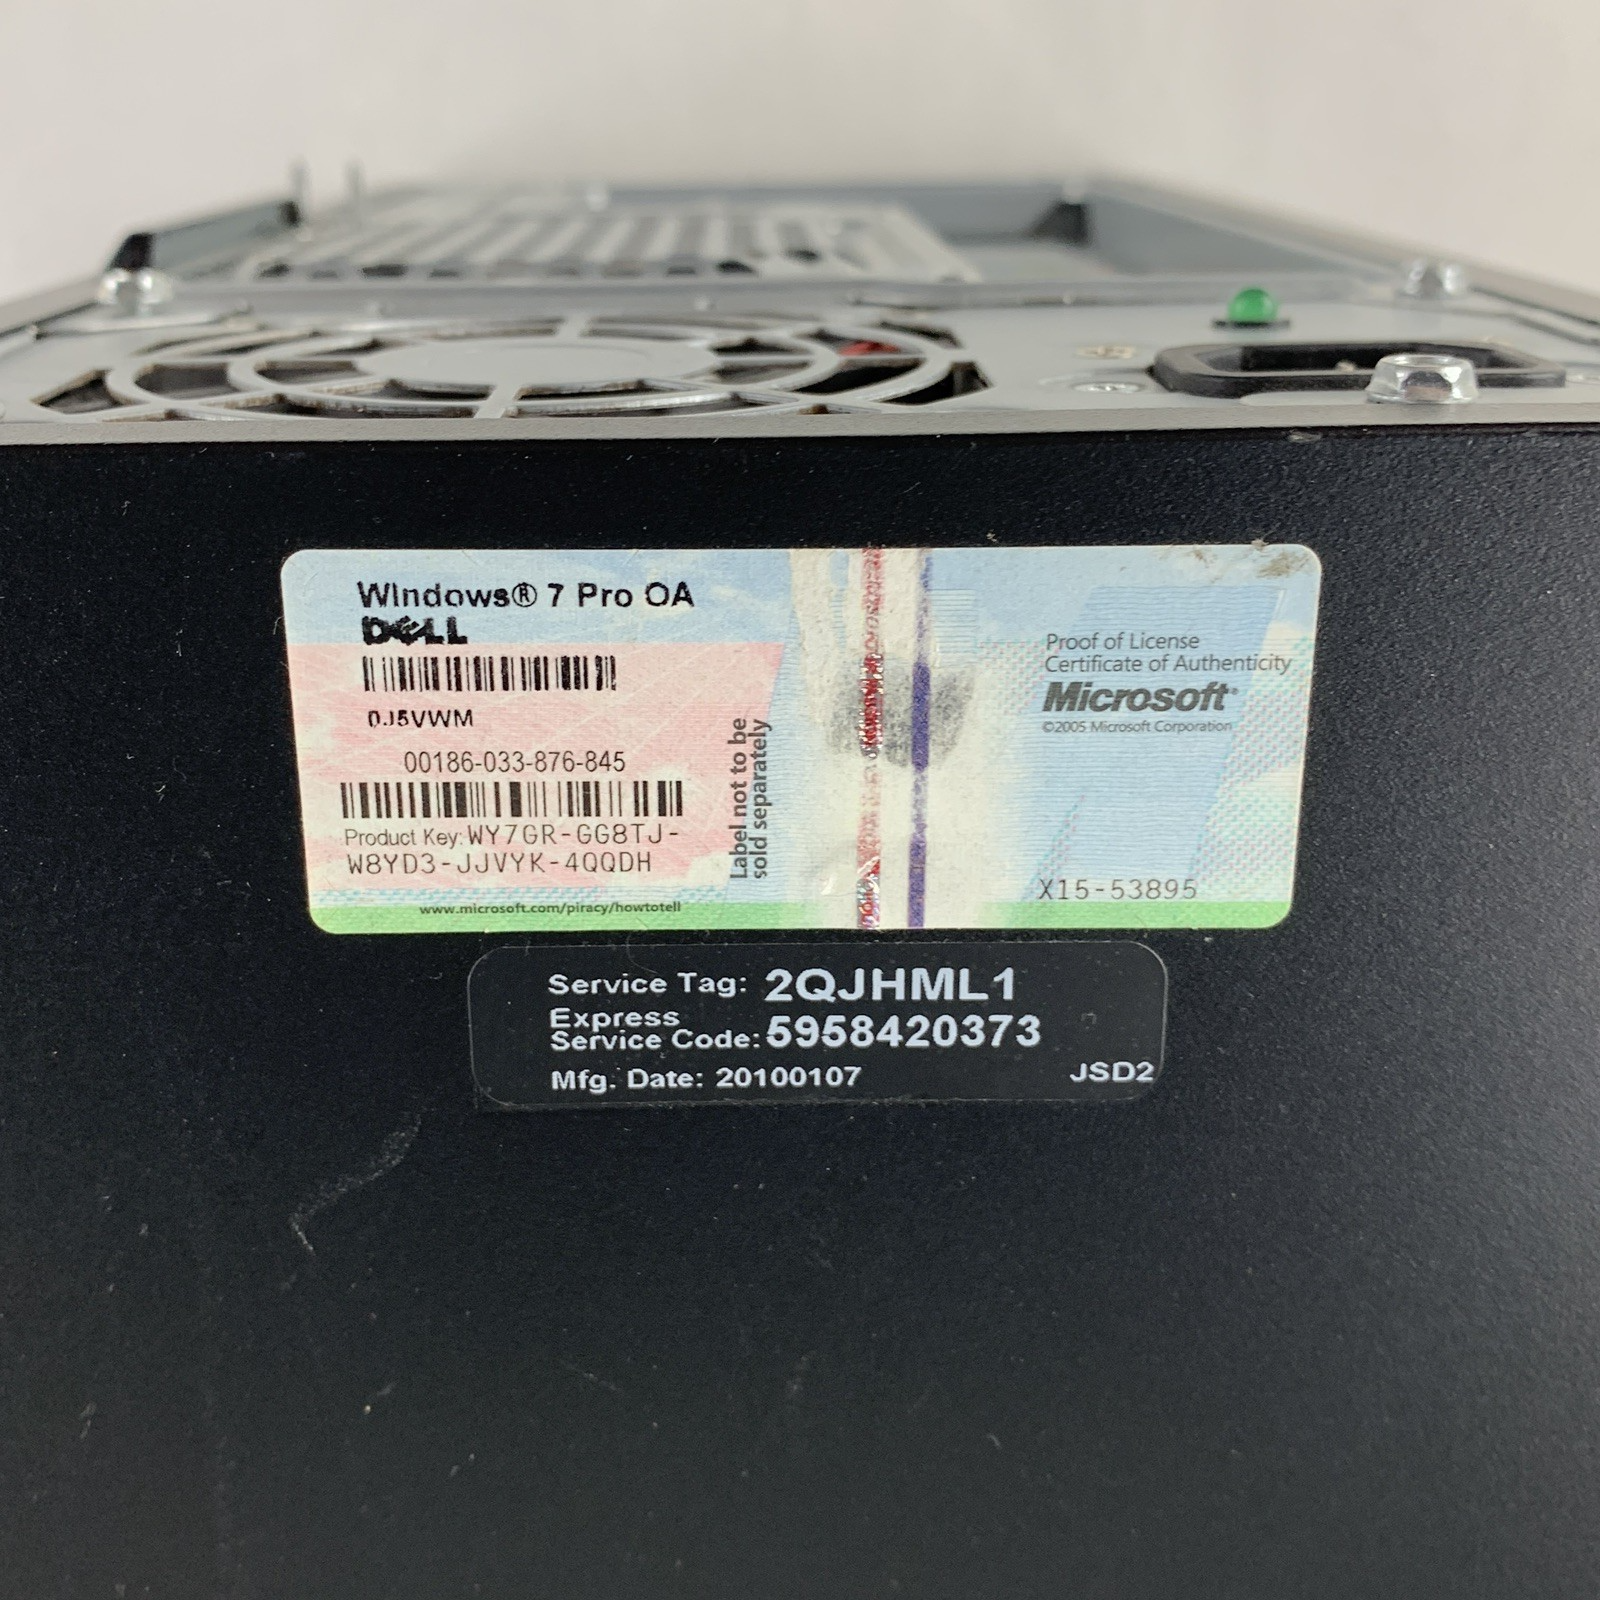 Windows® 7 Pro OA
DELL
0J5VWM
00186-033-876-845
Product Key: WY7GR-GG8TJ-
W8YD3-JJVYK-4QQDH
www.microsoft.com/piracy/howtotell
Label not to be
sold separately
Proof of License
Certificate of Authenticity
Microsoft®
©2005 Microsoft Corporation
X15-53895
Service Tag: 2QJHML1
Express
Service Code: 5958420373
Mfg. Date: 20100107 JSD2